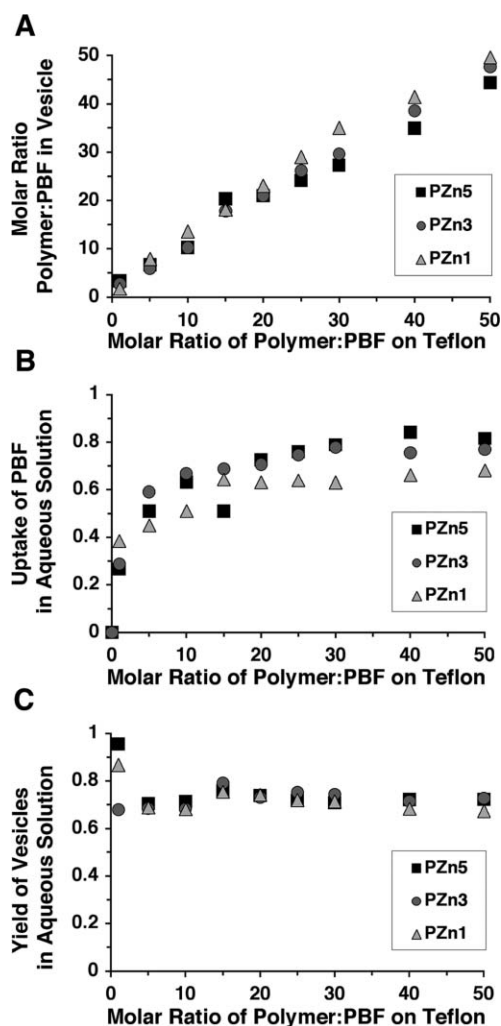 A
Molar Ratio
Polymer:PBF in Vesicle
50
40
30
20
10
0
PZn5
PZn3
PZn1
0 10 20 30 40 50
Molar Ratio of Polymer:PBF on Teflon
B
Uptake of PBF
in Aqueous Solution
1
0.8
0.6
0.4
0.2
0
PZn5
PZn3
PZn1
0 10 20 30 40 50
Molar Ratio of Polymer:PBF on Teflon
C
Yield of Vesicles
in Aqueous Solution
1
0.8
0.6
0.4
0.2
0
PZn5
PZn3
PZn1
0 10 20 30 40 50
Molar Ratio of Polymer:PBF on Teflon